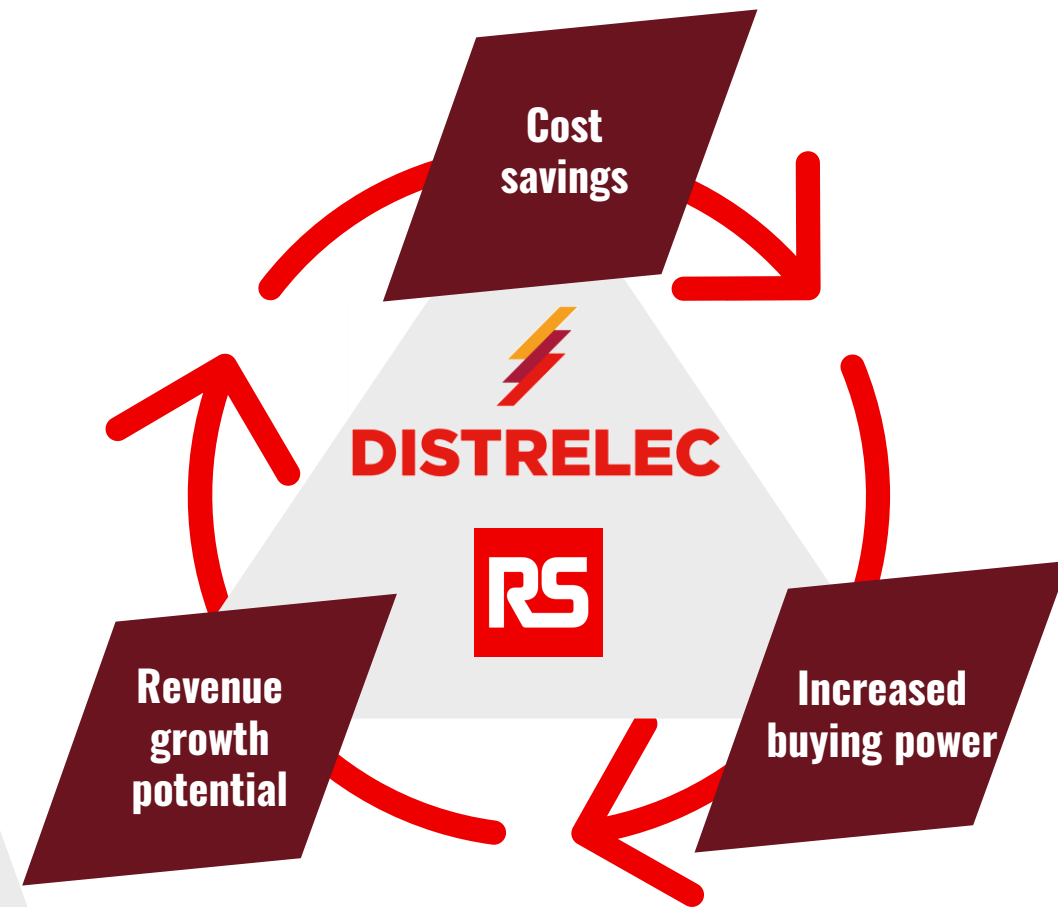 Cost
savings
DISTRELEC
RS
Revenue
growth
potential
Increased
buying power